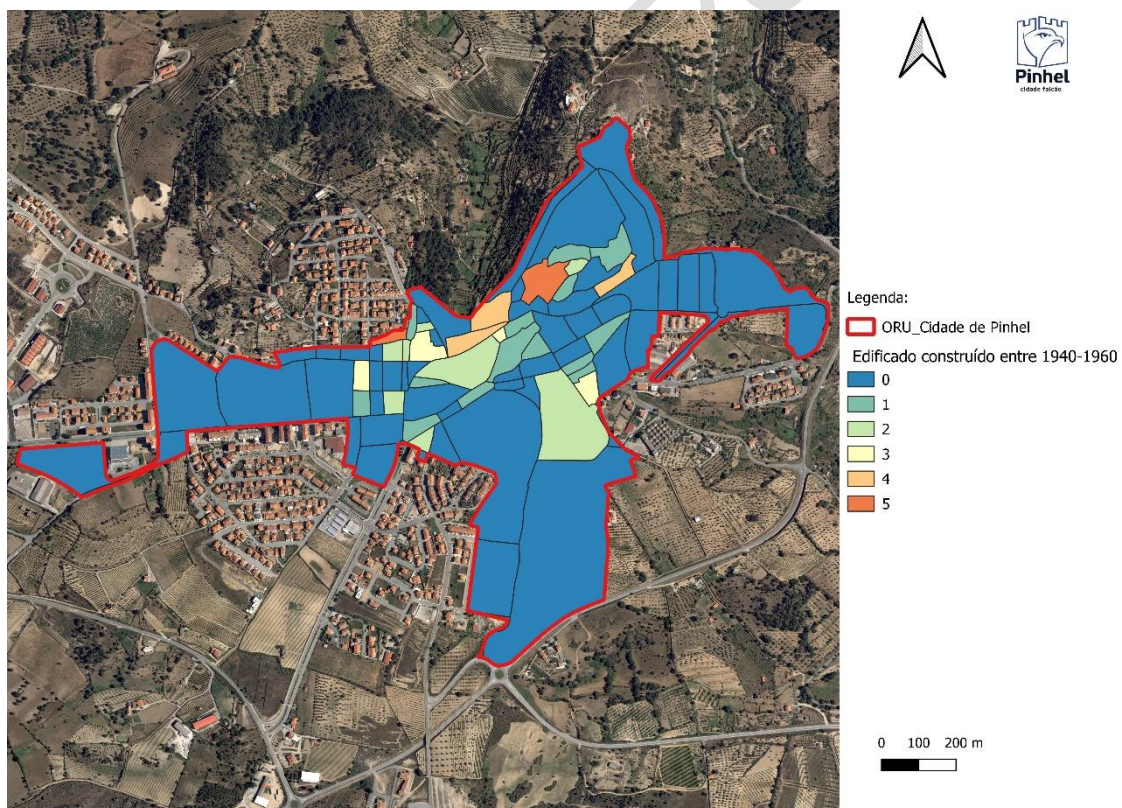 Pinhel
cidade falcão
Legenda:
ORU_Cidade de Pinhel
Edificado construído entre 1940-1960
0
1
2
3
4
5
0 100 200 m